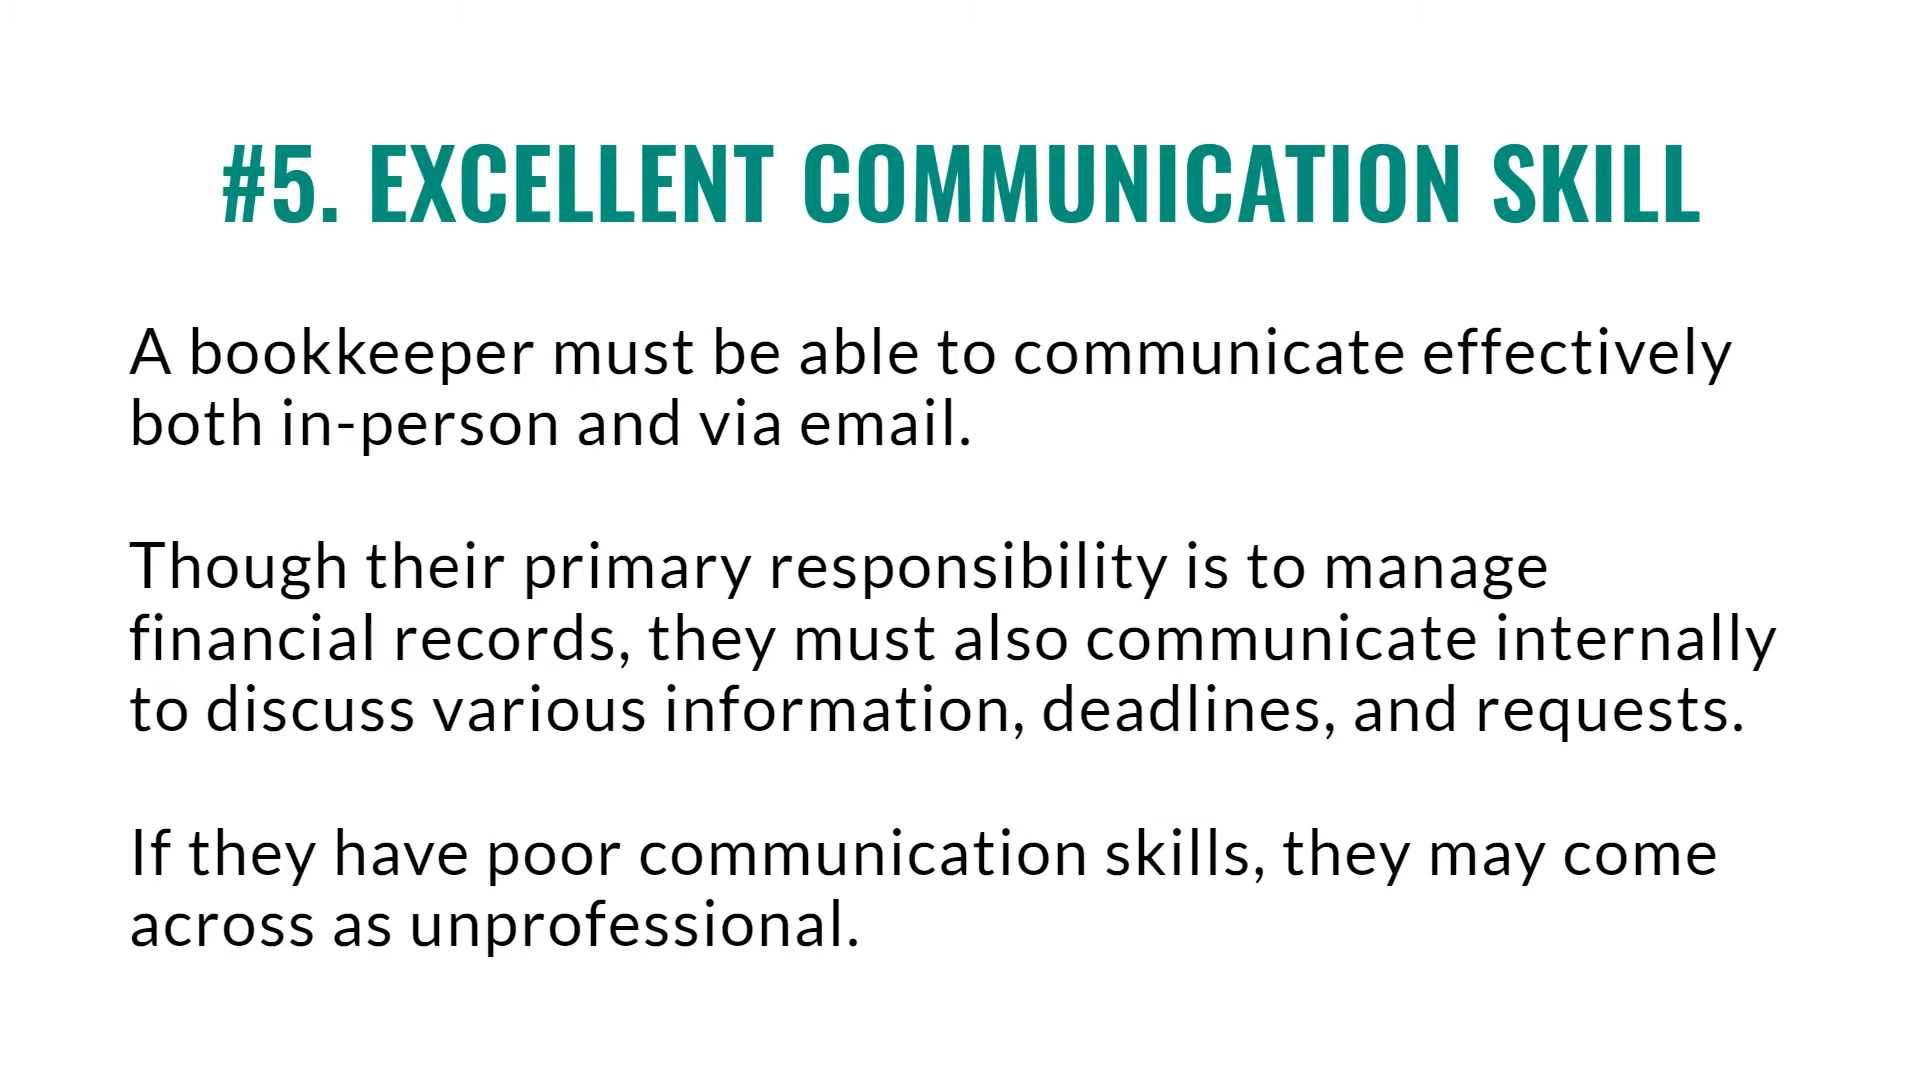 #5. EXCELLENT COMMUNICATION SKILL
A bookkeeper must be able to communicate effectively
both in-person and via email.
Though their primary responsibility is to manage
financial records, they must also communicate internally
to discuss various information, deadlines, and requests.
If they have poor communication skills, they may come
across as unprofessional.